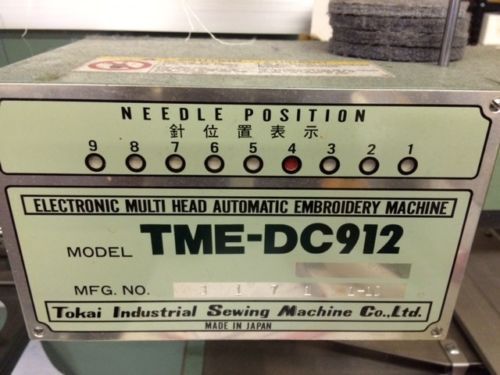 NEEDLE POSITION
針位置表示
9 8 7 6 5 4 3 2 1
ELECTRONIC MULTI HEAD AUTOMATIC EMBROIDERY MACHINE
MODEL TME-DC912
MFG. NO.
Tokai Industrial Sewing Machine Co., Ltd.
MADE IN JAPAN